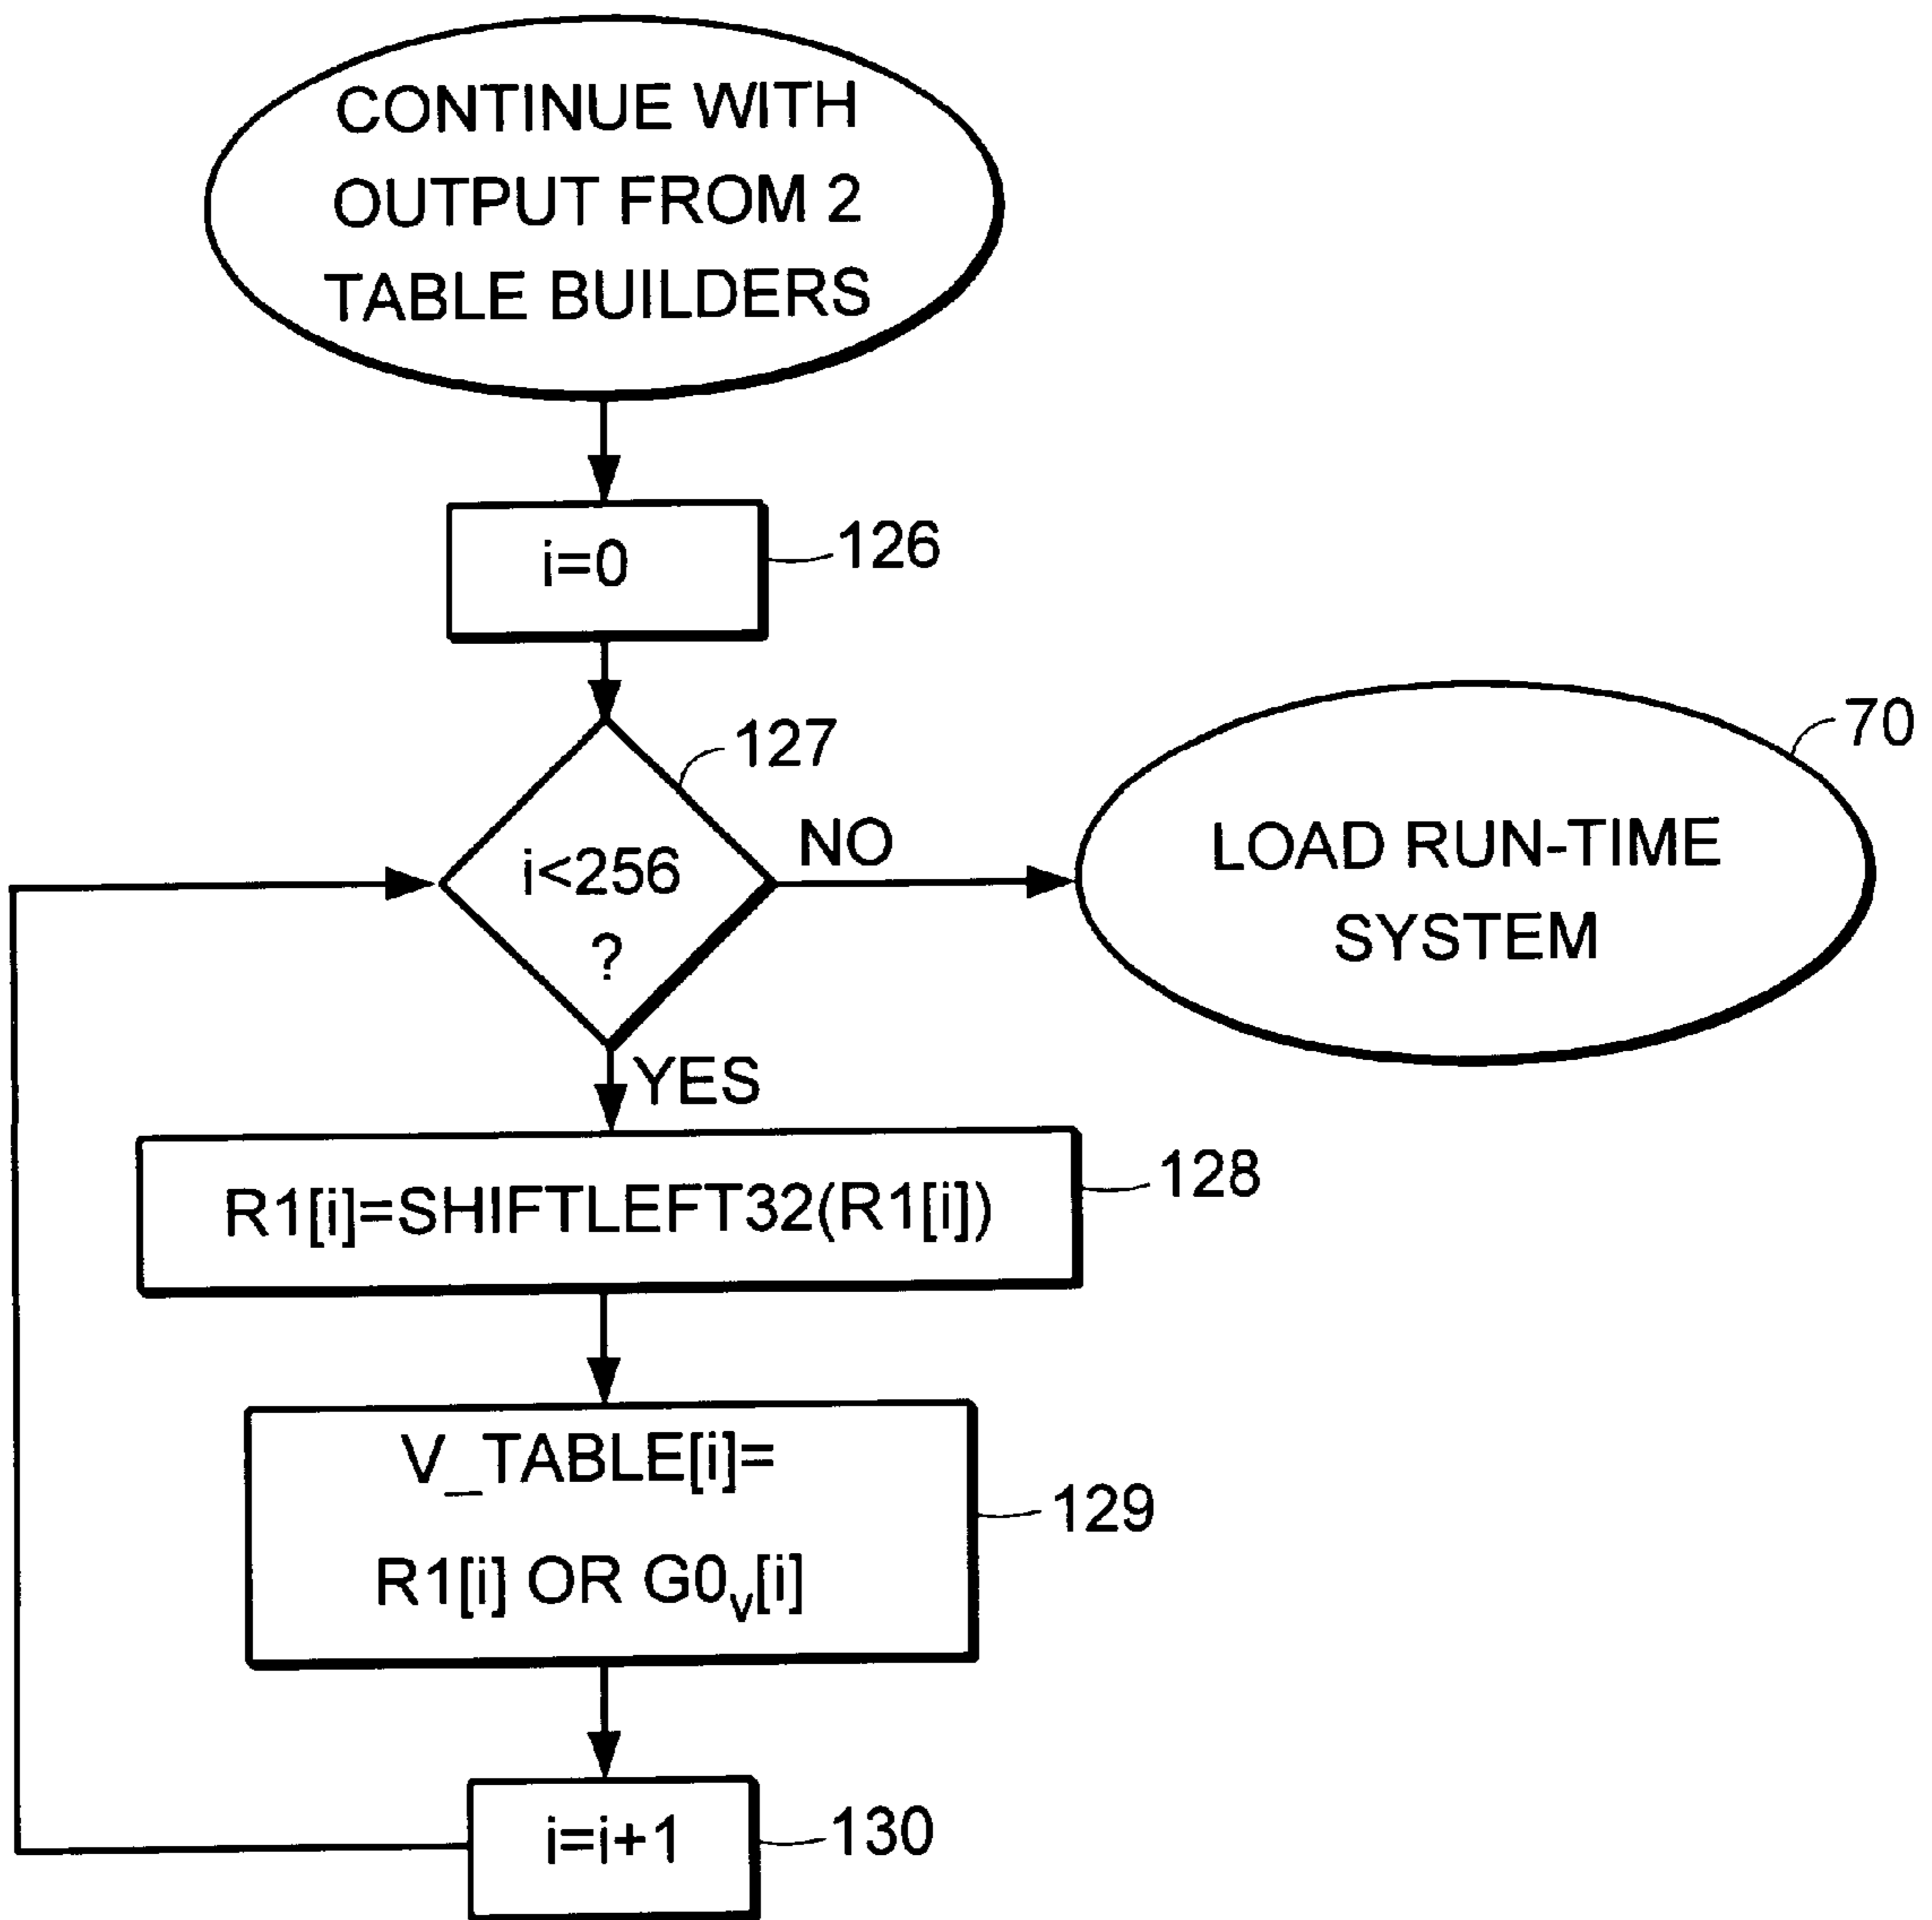 CONTINUE WITH
OUTPUT FROM 2
TABLE BUILDERS
i=0
126
127
i<256
?
NO
70
LOAD RUN-TIME
SYSTEM
YES
R1[i]=SHIFTLEFT32(R1[i])
128
V_TABLE[i]=
R1[i] OR G0v[i]
129
i=i+1
130